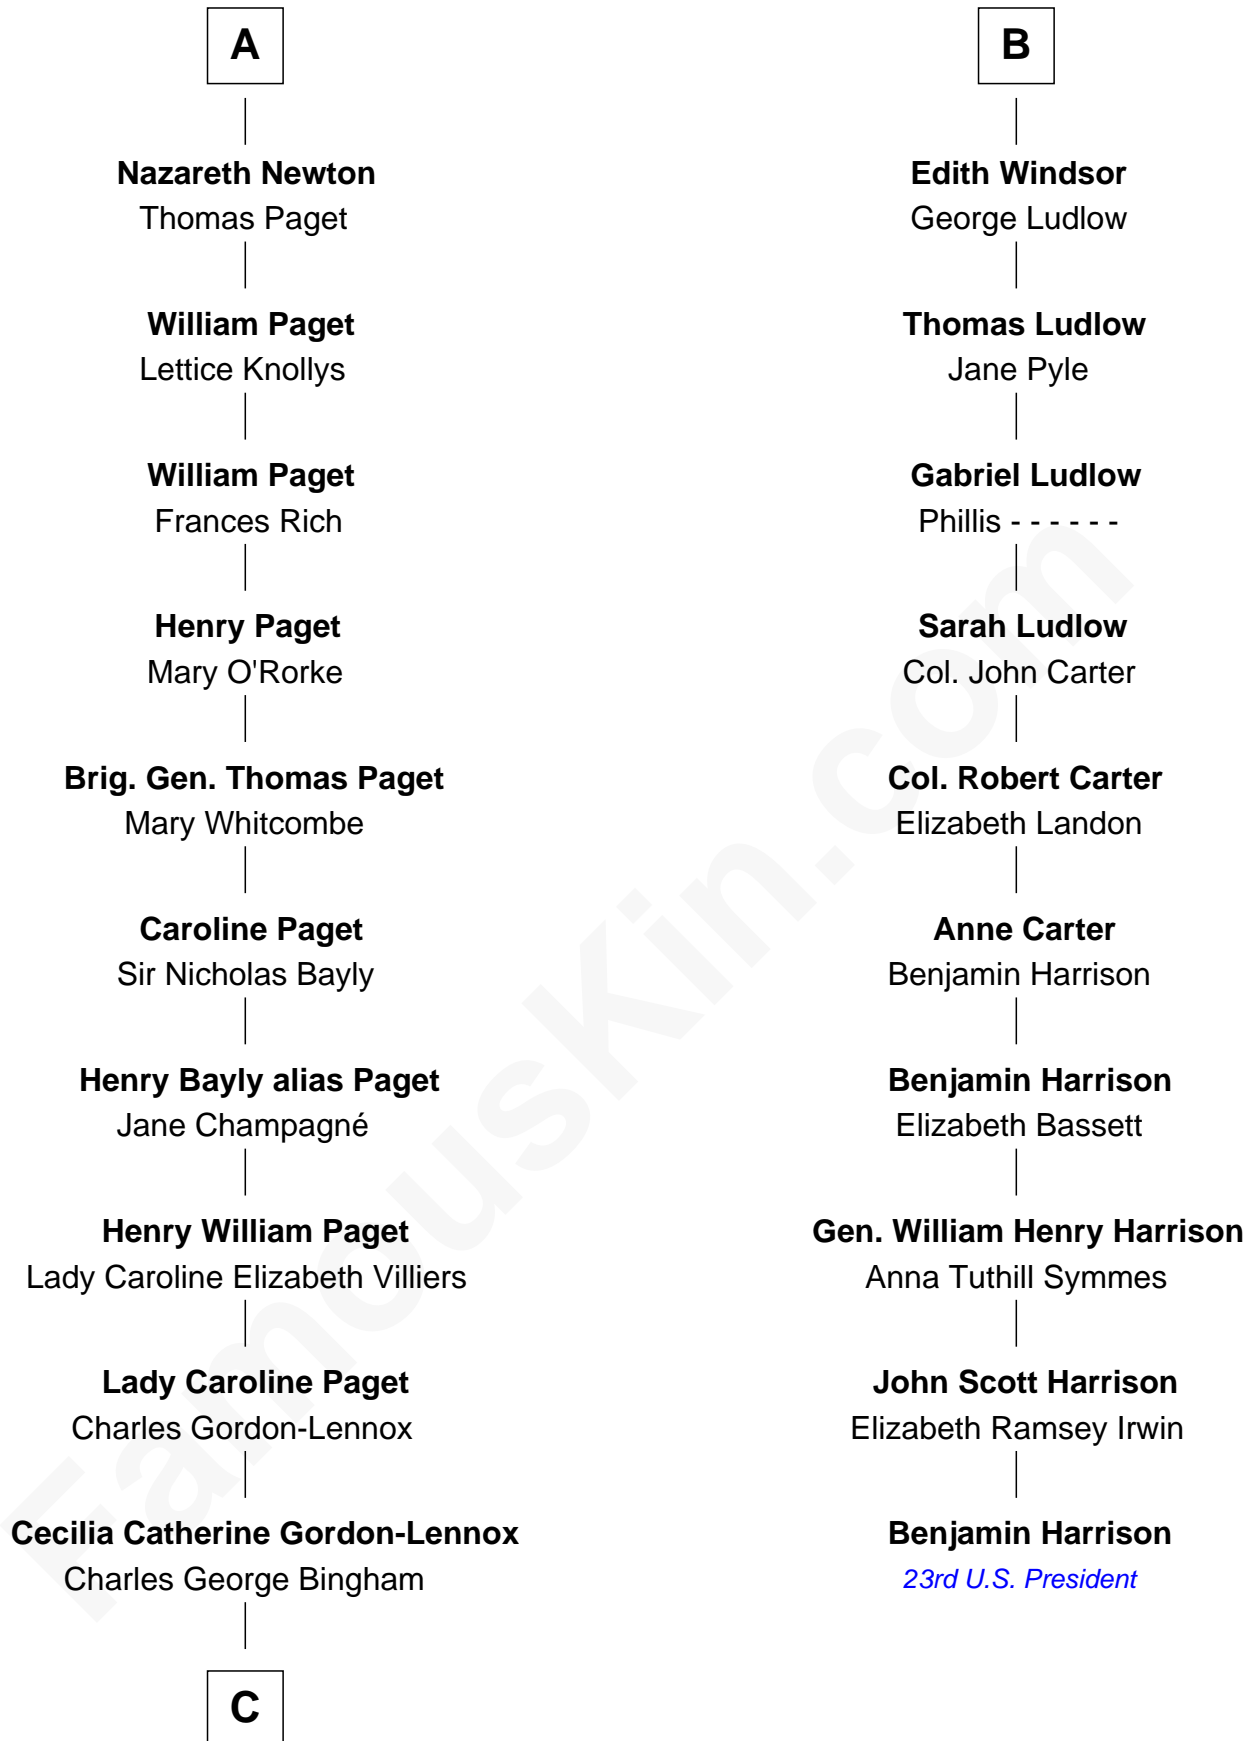 A
Nazareth Newton
Thomas Paget
William Paget
Lettice Knollys
William Paget
Frances Rich
Henry Paget
Mary O'Rorke
Brig. Gen. Thomas Paget
Mary Whitcombe
Caroline Paget
Sir Nicholas Bayly
Henry Bayly alias Paget
Jane Champagné
Henry William Paget
Lady Caroline Elizabeth Villiers
Lady Caroline Paget
Charles Gordon-Lennox
Cecilia Catherine Gordon-Lennox
Charles George Bingham
C
B
Edith Windsor
George Ludlow
Thomas Ludlow
Jane Pyle
Gabriel Ludlow
Phillis - - - - - -
Sarah Ludlow
Col. John Carter
Col. Robert Carter
Elizabeth Landon
Anne Carter
Benjamin Harrison
Benjamin Harrison
Elizabeth Bassett
Gen. William Henry Harrison
Anna Tuthill Symmes
John Scott Harrison
Elizabeth Ramsey Irwin
Benjamin Harrison
23rd U.S. President
FamousKin.com